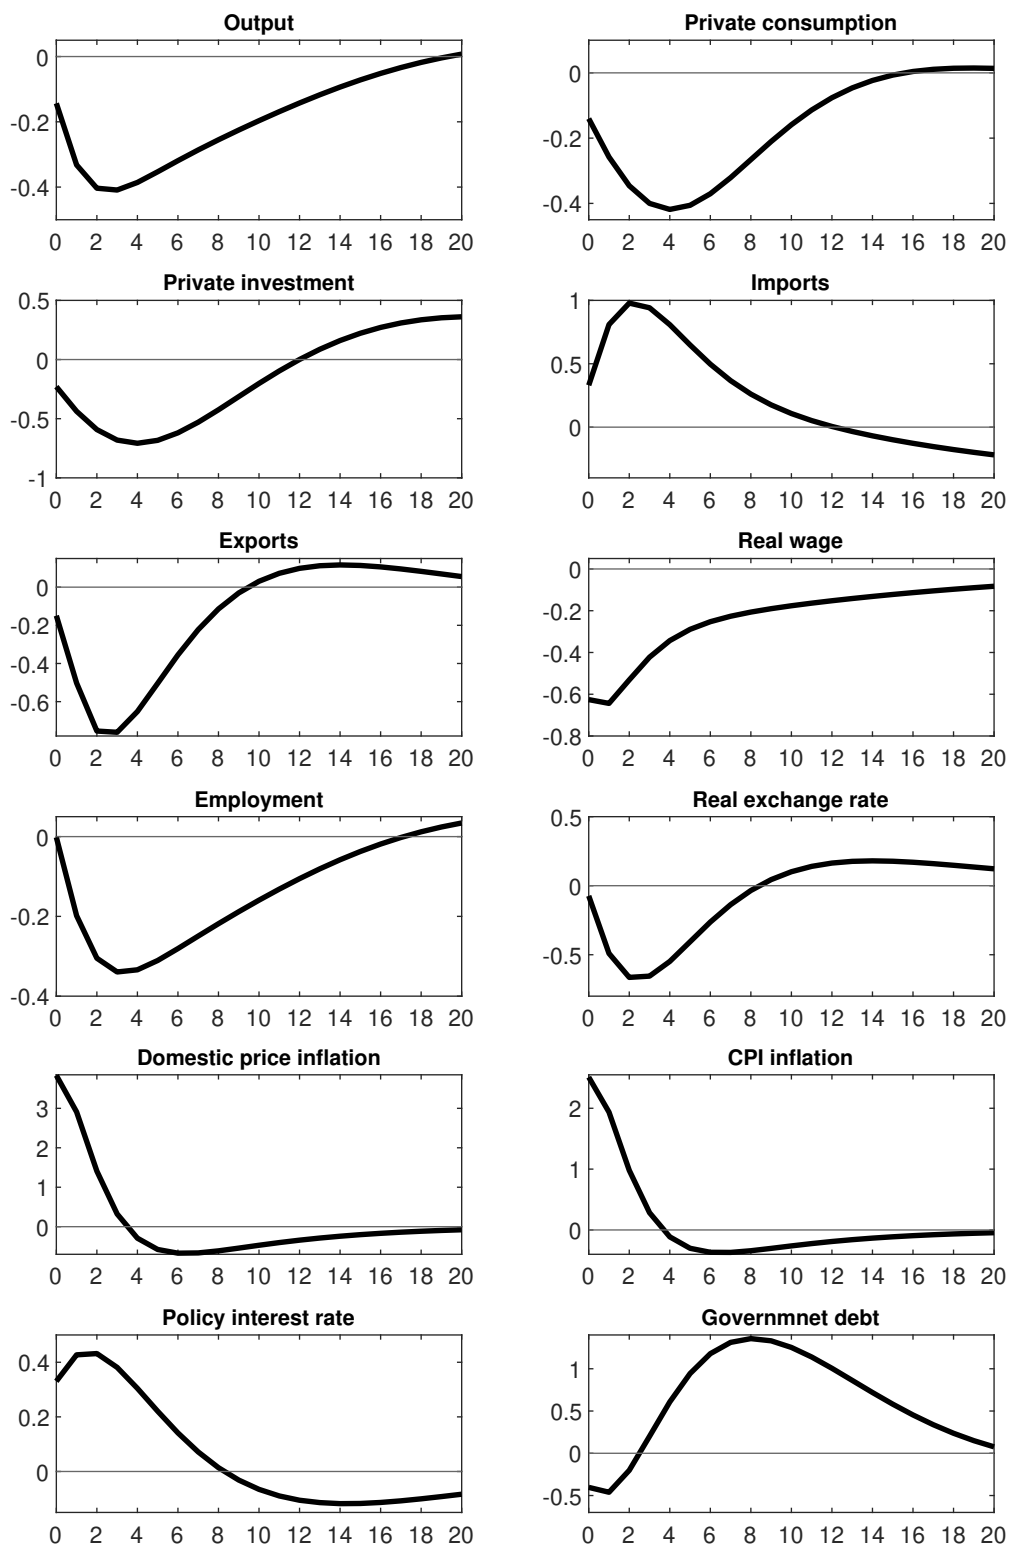 Output
0
-0.2
-0.4
0 2 4 6 8 10 12 14 16 18 20
Private consumption
0
-0.2
-0.4
0 2 4 6 8 10 12 14 16 18 20
Private investment
0.5
0
-0.5
-1
0 2 4 6 8 10 12 14 16 18 20
Imports
1
0.5
0
0 2 4 6 8 10 12 14 16 18 20
Exports
0
-0.2
-0.4
-0.6
0 2 4 6 8 10 12 14 16 18 20
Real wage
0
-0.2
-0.4
-0.6
-0.8
0 2 4 6 8 10 12 14 16 18 20
Employment
0
-0.2
-0.4
0 2 4 6 8 10 12 14 16 18 20
Real exchange rate
0.5
0
-0.5
0 2 4 6 8 10 12 14 16 18 20
Domestic price inflation
3
2
1
0
0 2 4 6 8 10 12 14 16 18 20
CPI inflation
2
1
0
0 2 4 6 8 10 12 14 16 18 20
Policy interest rate
0.4
0.2
0
0 2 4 6 8 10 12 14 16 18 20
Governmnet debt
1
0.5
0
-0.5
0 2 4 6 8 10 12 14 16 18 20